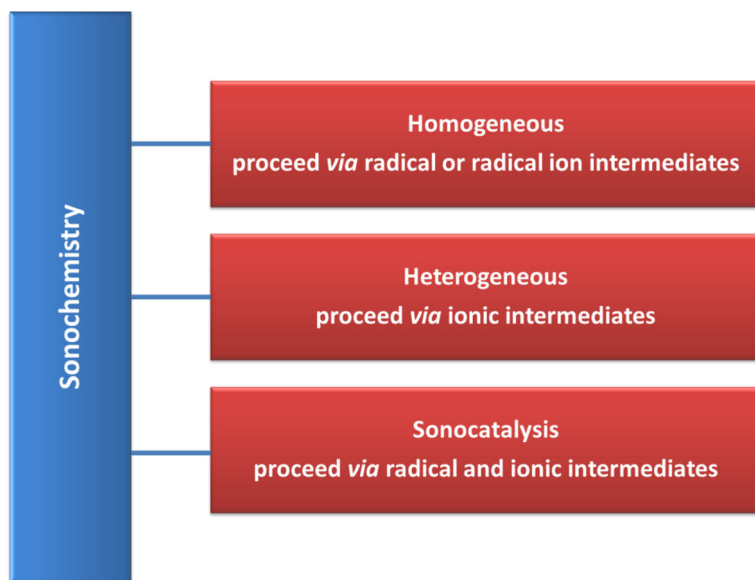 Sonochemistry
Homogeneous
proceed via radical or radical ion intermediates
Heterogeneous
proceed via ionic intermediates
Sonocatalysis
proceed via radical and ionic intermediates